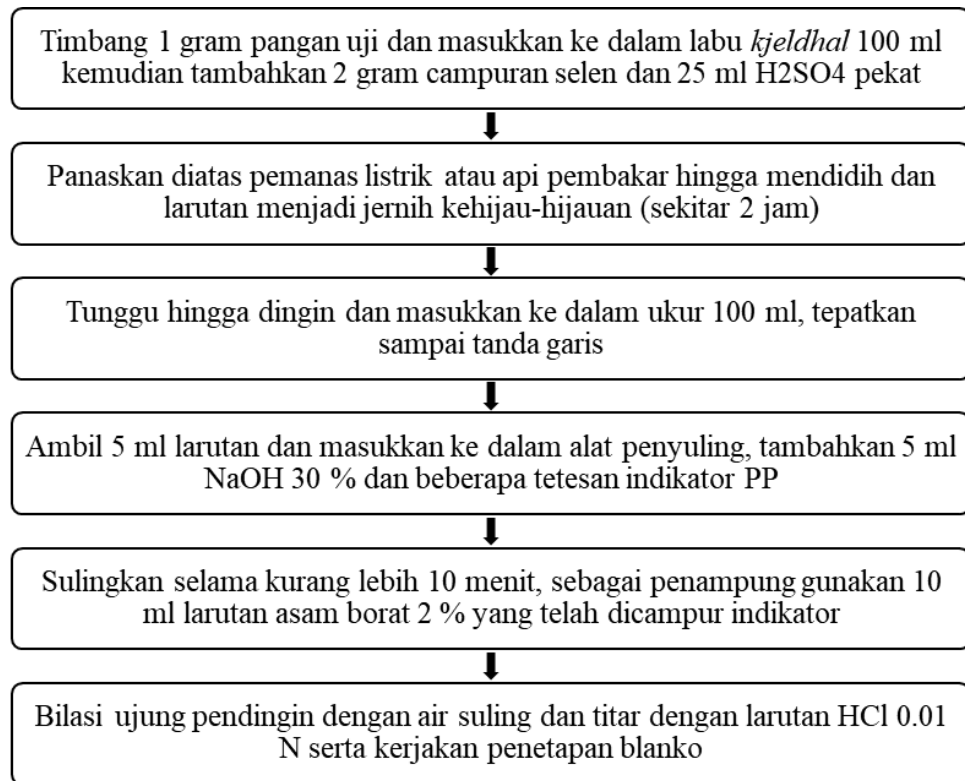 Timbang 1 gram pangan uji dan masukkan ke dalam labu kjeldhal 100 ml
kemudian tambahkan 2 gram campuran selen dan 25 ml H2SO4 pekat
Panaskan diatas pemanas listrik atau api pembakar hingga mendidih dan
larutan menjadi jernih kehijau-hijauan (sekitar 2 jam)
Tunggu hingga dingin dan masukkan ke dalam ukur 100 ml, tepatkan
sampai tanda garis
Ambil 5 ml larutan dan masukkan ke dalam alat penyuling, tambahkan 5 ml
NaOH 30 % dan beberapa tetesan indikator PP
Sulingkan selama kurang lebih 10 menit, sebagai penampung gunakan 10
ml larutan asam borat 2 % yang telah dicampur indikator
Bilasi ujung pendingin dengan air suling dan titar dengan larutan HCl 0.01
N serta kerjakan penetapan blanko